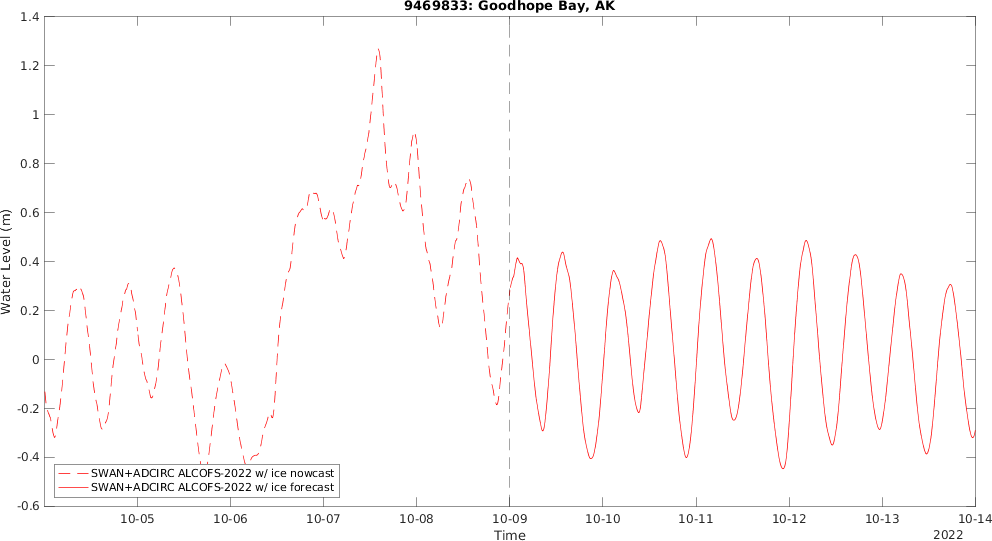 9469833: Goodhope Bay, AK
Water Level (m)
1.4
1.2
1
0.8
0.6
0.4
0.2
0
-0.2
-0.4
-0.6
SWAN+ADCIRC ALCOFS-2022 w/ ice nowcast
SWAN+ADCIRC ALCOFS-2022 w/ ice forecast
10-05 10-06 10-07 10-08 10-09 10-10 10-11 10-12 10-13 10-14
Time
2022